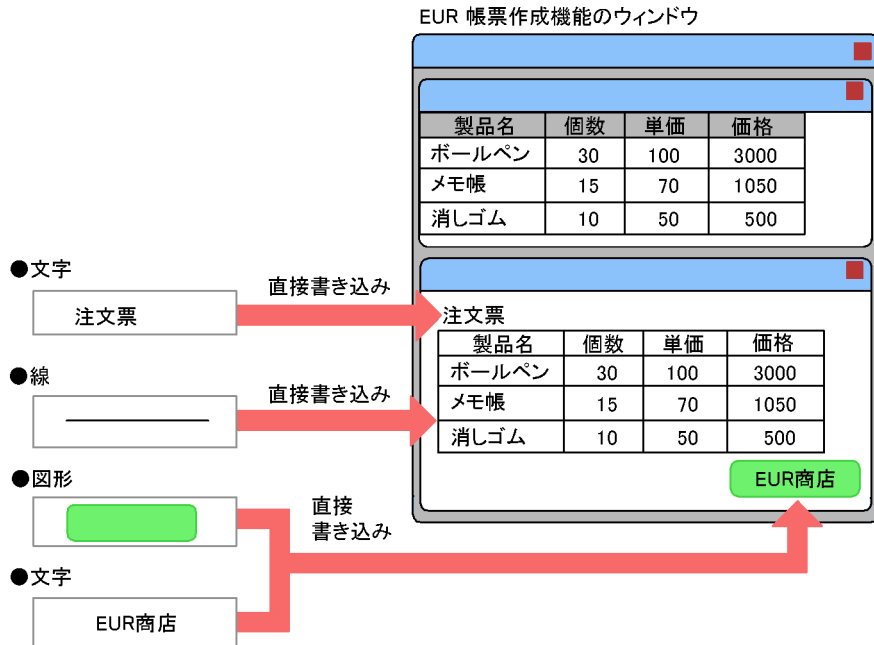 EUR 帳票作成機能のウィンドウ
製品名 個数 単価 価格
ボールペン 30 100 3000
メモ帳 15 70 1050
消しゴム 10 50 500
●文字
直接書き込み
注文票
注文票
製品名 個数 単価 価格
ボールペン 30 100 3000
メモ帳 15 70 1050
消しゴム 10 50 500
●線
直接書き込み
EUR商店
●図形
直接
書き込み
●文字
EUR商店